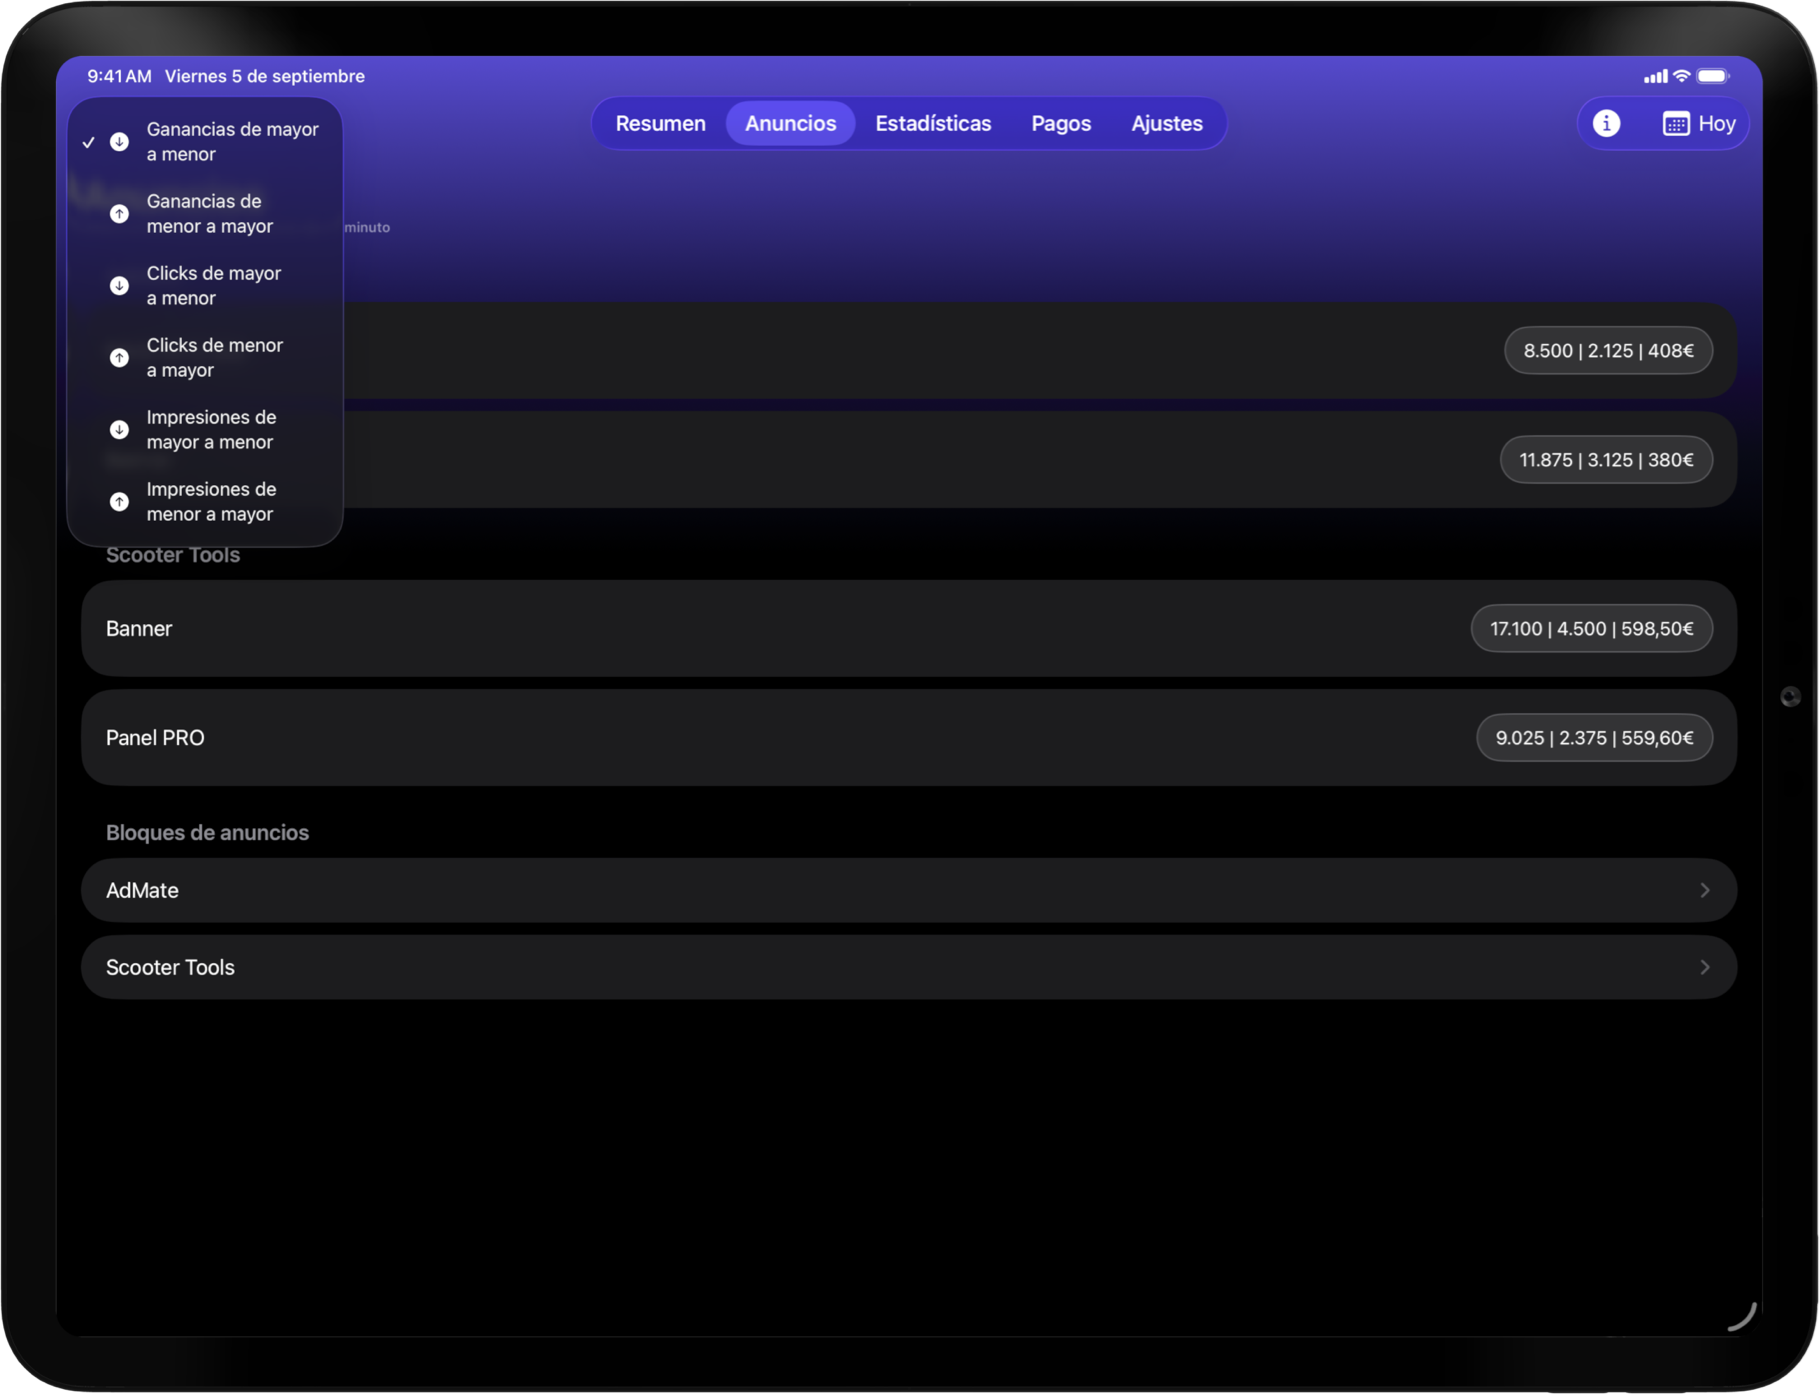 9:41 AM Viernes 5 de septiembre
Resumen Anuncios Estadísticas Pagos Ajustes
Hoy
Ganancias de mayor
a menor
Ganancias de
menor a mayor
minuto
Clicks de mayor
a menor
Clicks de menor
a mayor
8.500 | 2.125 | 408€
Impresiones de
mayor a menor
11.875 | 3.125 | 380€
Impresiones de
menor a mayor
Scooter Tools
Banner
17.100 | 4.500 | 598,50€
Panel PRO
9.025 | 2.375 | 559,60€
Bloques de anuncios
AdMate
Scooter Tools